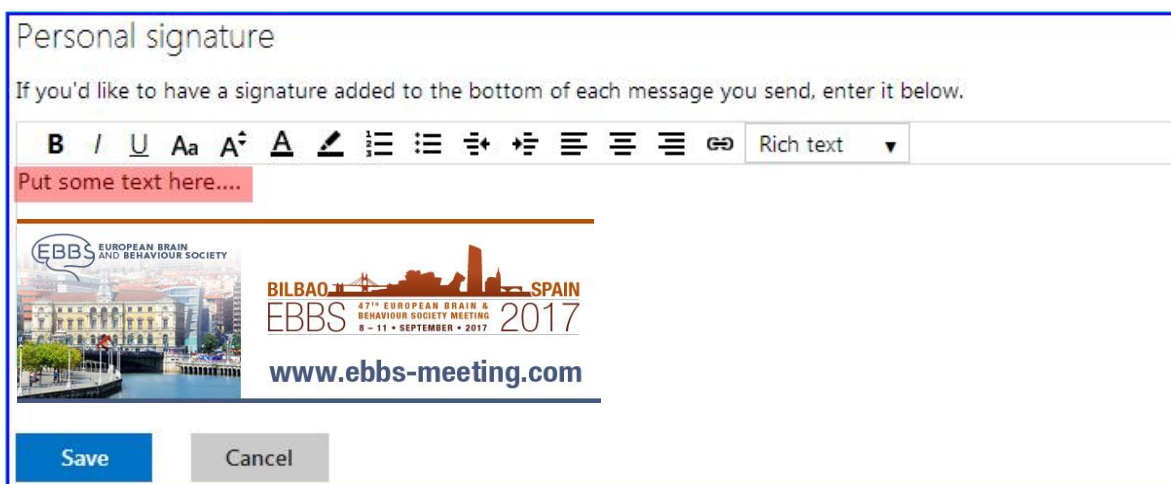 Personal signature
If you'd like to have a signature added to the bottom of each message you send, enter it below.
B I U Aa A A Rich text
Put some text here....
EBBS EUROPEAN BRAIN
AND BEHAVIOUR SOCIETY
BILBAO SPAIN
EBBS 47TH EUROPEAN BRAIN &
BEHAVIOUR SOCIETY MEETING
8 – 11 • SEPTEMBER • 2017 2017
www.ebbs-meeting.com
Save Cancel